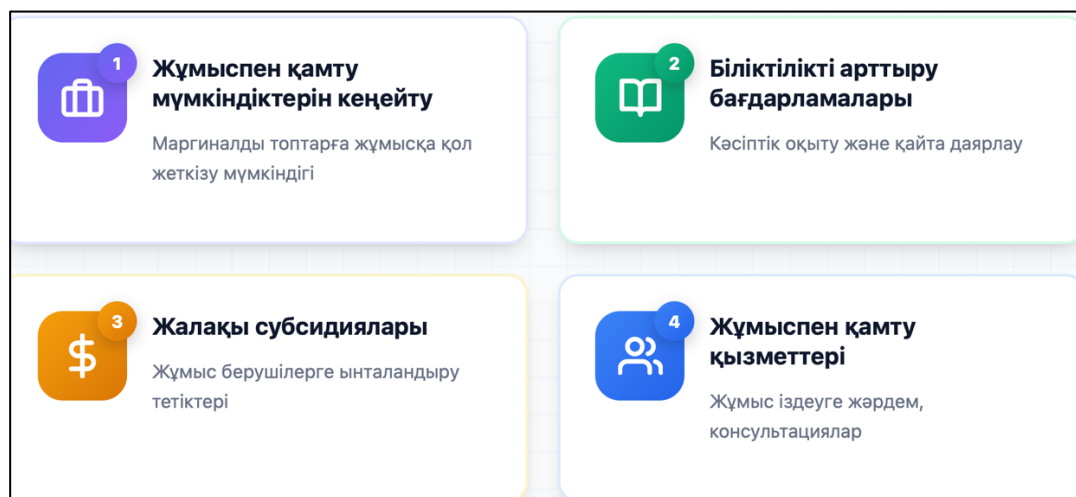 1
Жұмыспен қамту
мүмкіндіктерін кеңейту
Маргиналды топтарға жұмысқа қол
жеткізу мүмкіндігі
2
Біліктілікті арттыру
бағдарламалары
Кәсіптік оқыту және қайта даярлау
3
Жалақы субсидиялары
Жұмыс берушілерге ынталандыру
тетіктері
4
Жұмыспен қамту
қызметтері
Жұмыс іздеуге жәрдем,
консультациялар